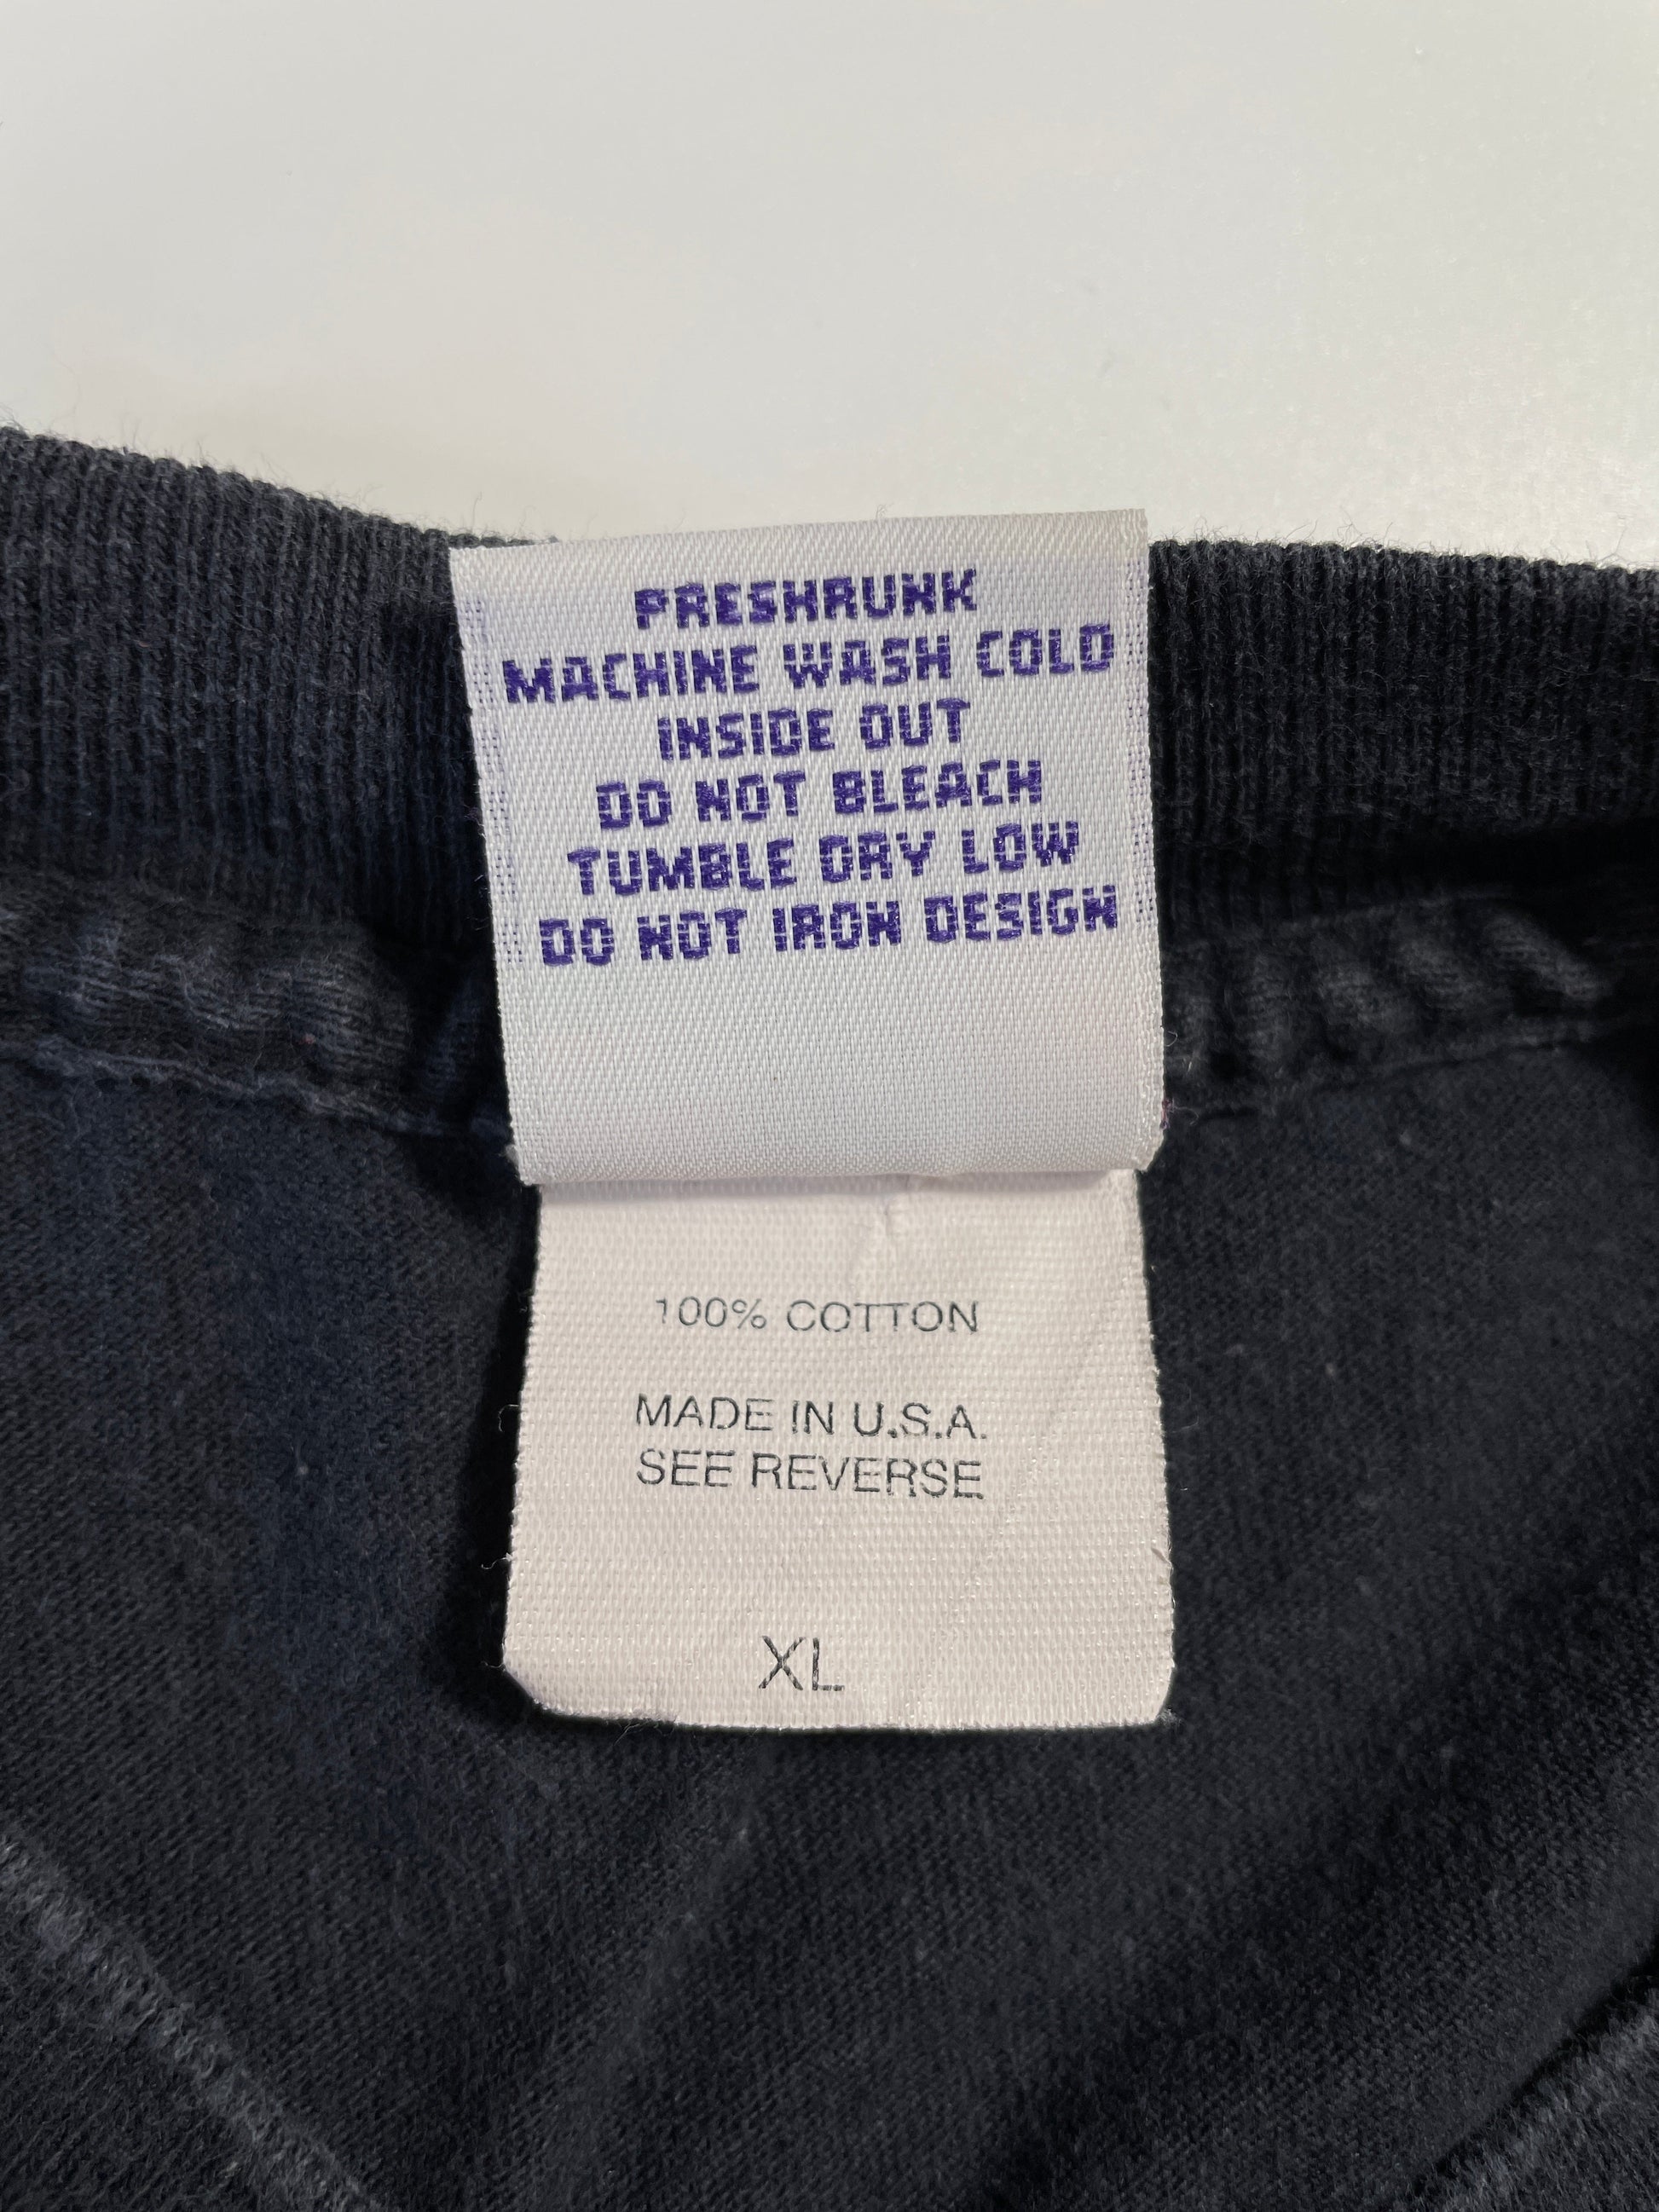 PRESHRUNK
MACHINE WASH COLD
INSIDE OUT
DO NOT BLEACH
TUMBLE DRY LOW
DO NOT IRON DESIGN
100% COTTON
MADE IN U.S.A.
SEE REVERSE
XL